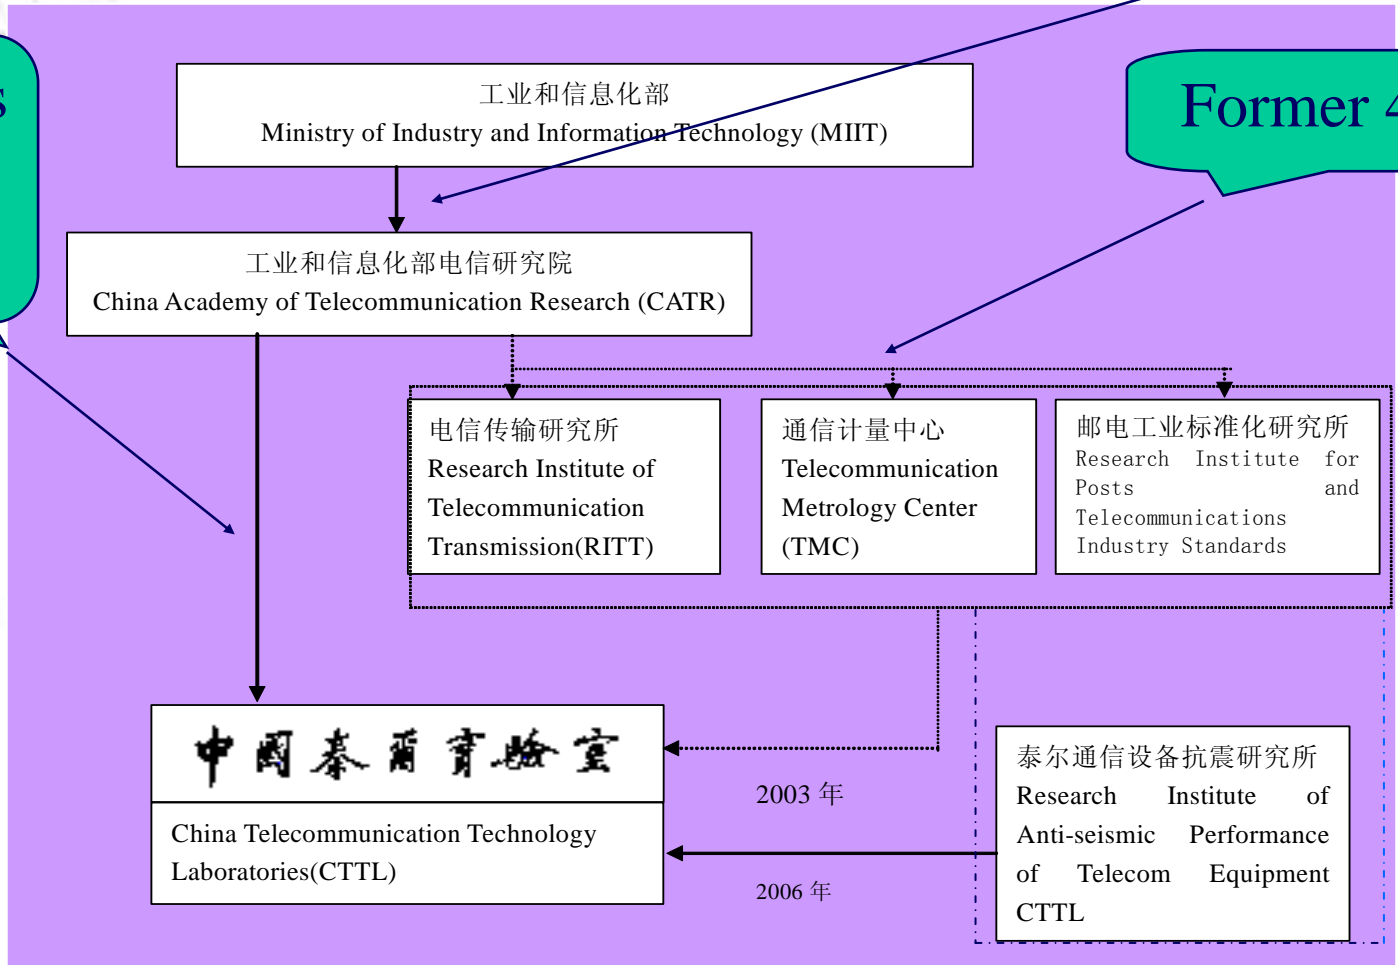 s
Former 4
工业和信息化部
Ministry of Industry and Information Technology (MIIT)
工业和信息化部电信研究院
China Academy of Telecommunication Research (CATR)
电信传输研究所
Research Institute of
Telecommunication
Transmission(RITT)
通信计量中心
Telecommunication
Metrology Center
(TMC)
邮电工业标准化研究所
Research Institute for
Posts and
Telecommunications
Industry Standards
中国泰尔实验室
China Telecommunication Technology
Laboratories(CTTL)
2003 年
2006 年
泰尔通信设备抗震研究所
Research Institute of
Anti-seismic Performance
of Telecom Equipment
CTTL